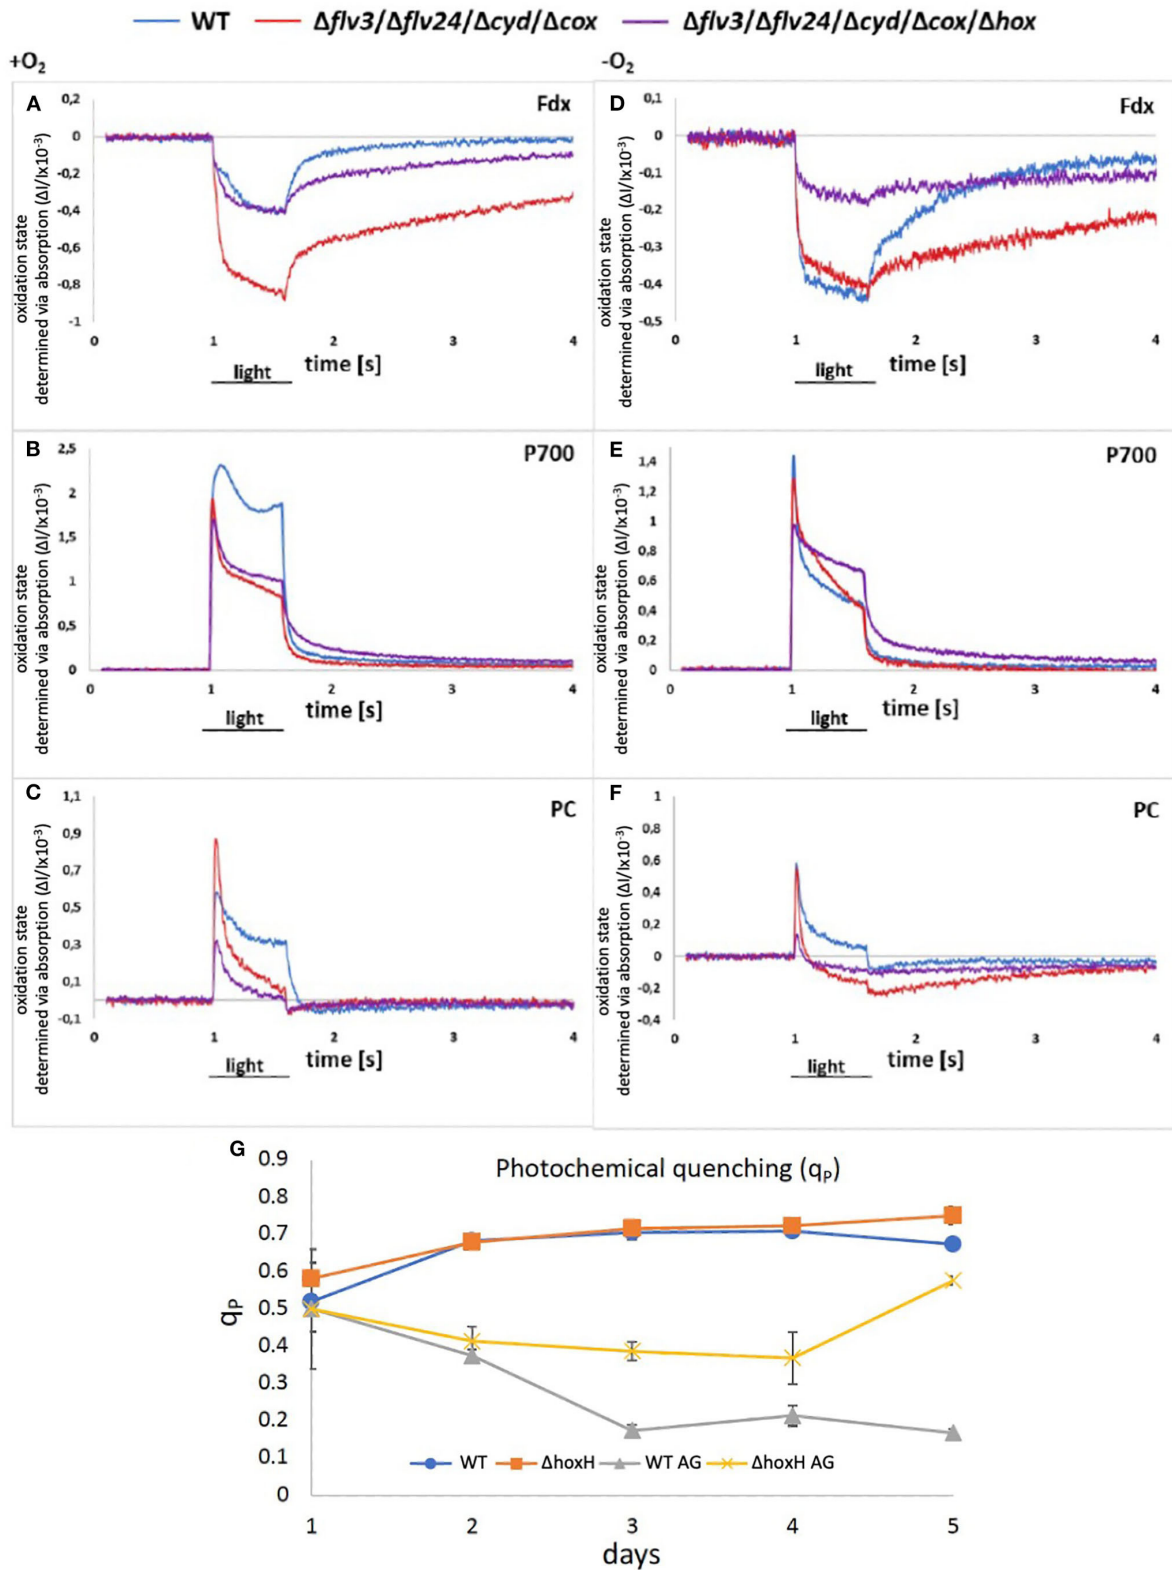 WT Δflv3/Δflv24/Δcyd/Δcox Δflv3/Δflv24/Δcyd/Δcox/Δhox
+O₂ -O₂
A
Fdx
oxidation state
determined via absorption (ΔI/Ix10⁻³)
0,2
0
-0,2
-0,4
-0,6
-0,8
-1
0 1 2 3 4
time [s]
light
D
Fdx
oxidation state
determined via absorption (ΔI/Ix10⁻³)
0,1
0
-0,1
-0,2
-0,3
-0,4
-0,5
0 1 2 3 4
time [s]
light
B
P700
oxidation state
determined via absorption (ΔI/Ix10⁻³)
2,5
2
1,5
1
0,5
0
0 1 2 3 4
time [s]
light
E
P700
oxidation state
determined via absorption (ΔI/Ix10⁻³)
1,4
1,2
1
0,8
0,6
0,4
0,2
0
0 1 2 3 4
time [s]
light
C
PC
oxidation state
determined via absorption (ΔI/Ix10⁻³)
1,1
0,9
0,7
0,5
0,3
0,1
-0,1
0 1 2 3 4
time [s]
light
F
PC
oxidation state
determined via absorption (ΔI/Ix10⁻³)
1
0,8
0,6
0,4
0,2
0
-0,2
-0,4
0 1 2 3 4
time [s]
light
G
Photochemical quenching (qₚ)
qₚ
0.9
0.8
0.7
0.6
0.5
0.4
0.3
0.2
0.1
0
WT ΔhoxH WT AG ΔhoxH AG
1 2 3 4 5
days